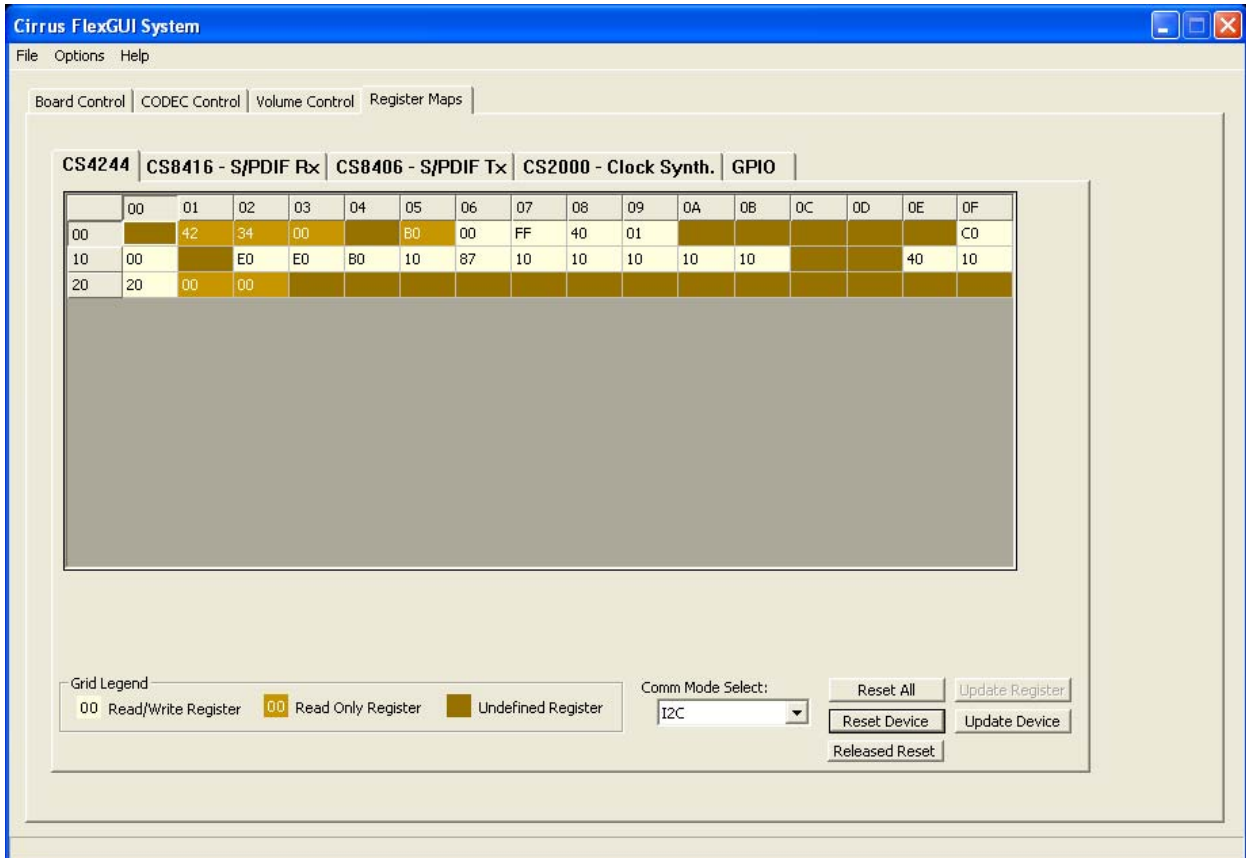 Cirrus FlexGUI System
File Options Help
Board Control CODEC Control Volume Control Register Maps
CS4244 CS8416 - S/PDIF Rx CS8406 - S/PDIF Tx CS2000 - Clock Synth. GPIO
00 01 02 03 04 05 06 07 08 09 0A 0B 0C 0D 0E 0F
00 42 34 00 B0 00 FF 40 01 C0
10 00 E0 E0 B0 10 87 10 10 10 10 10 40 10
20 20 00 00
Grid Legend
00 Read/Write Register 00 Read Only Register Undefined Register
Comm Mode Select:
I2C
Reset All Update Register
Reset Device Update Device
Released Reset